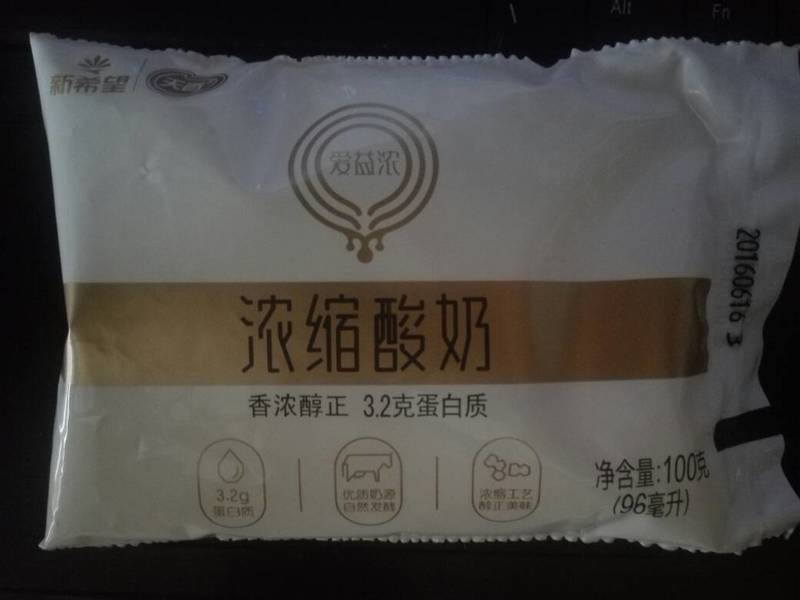 Alt
Fn
新希望
爱益浓
浓缩酸奶
香浓醇正 3.2克蛋白质
3.2g
蛋白质
优质奶源
自然发酵
浓缩工艺
醇正美味
净含量:100克
(96毫升)
20160616 3